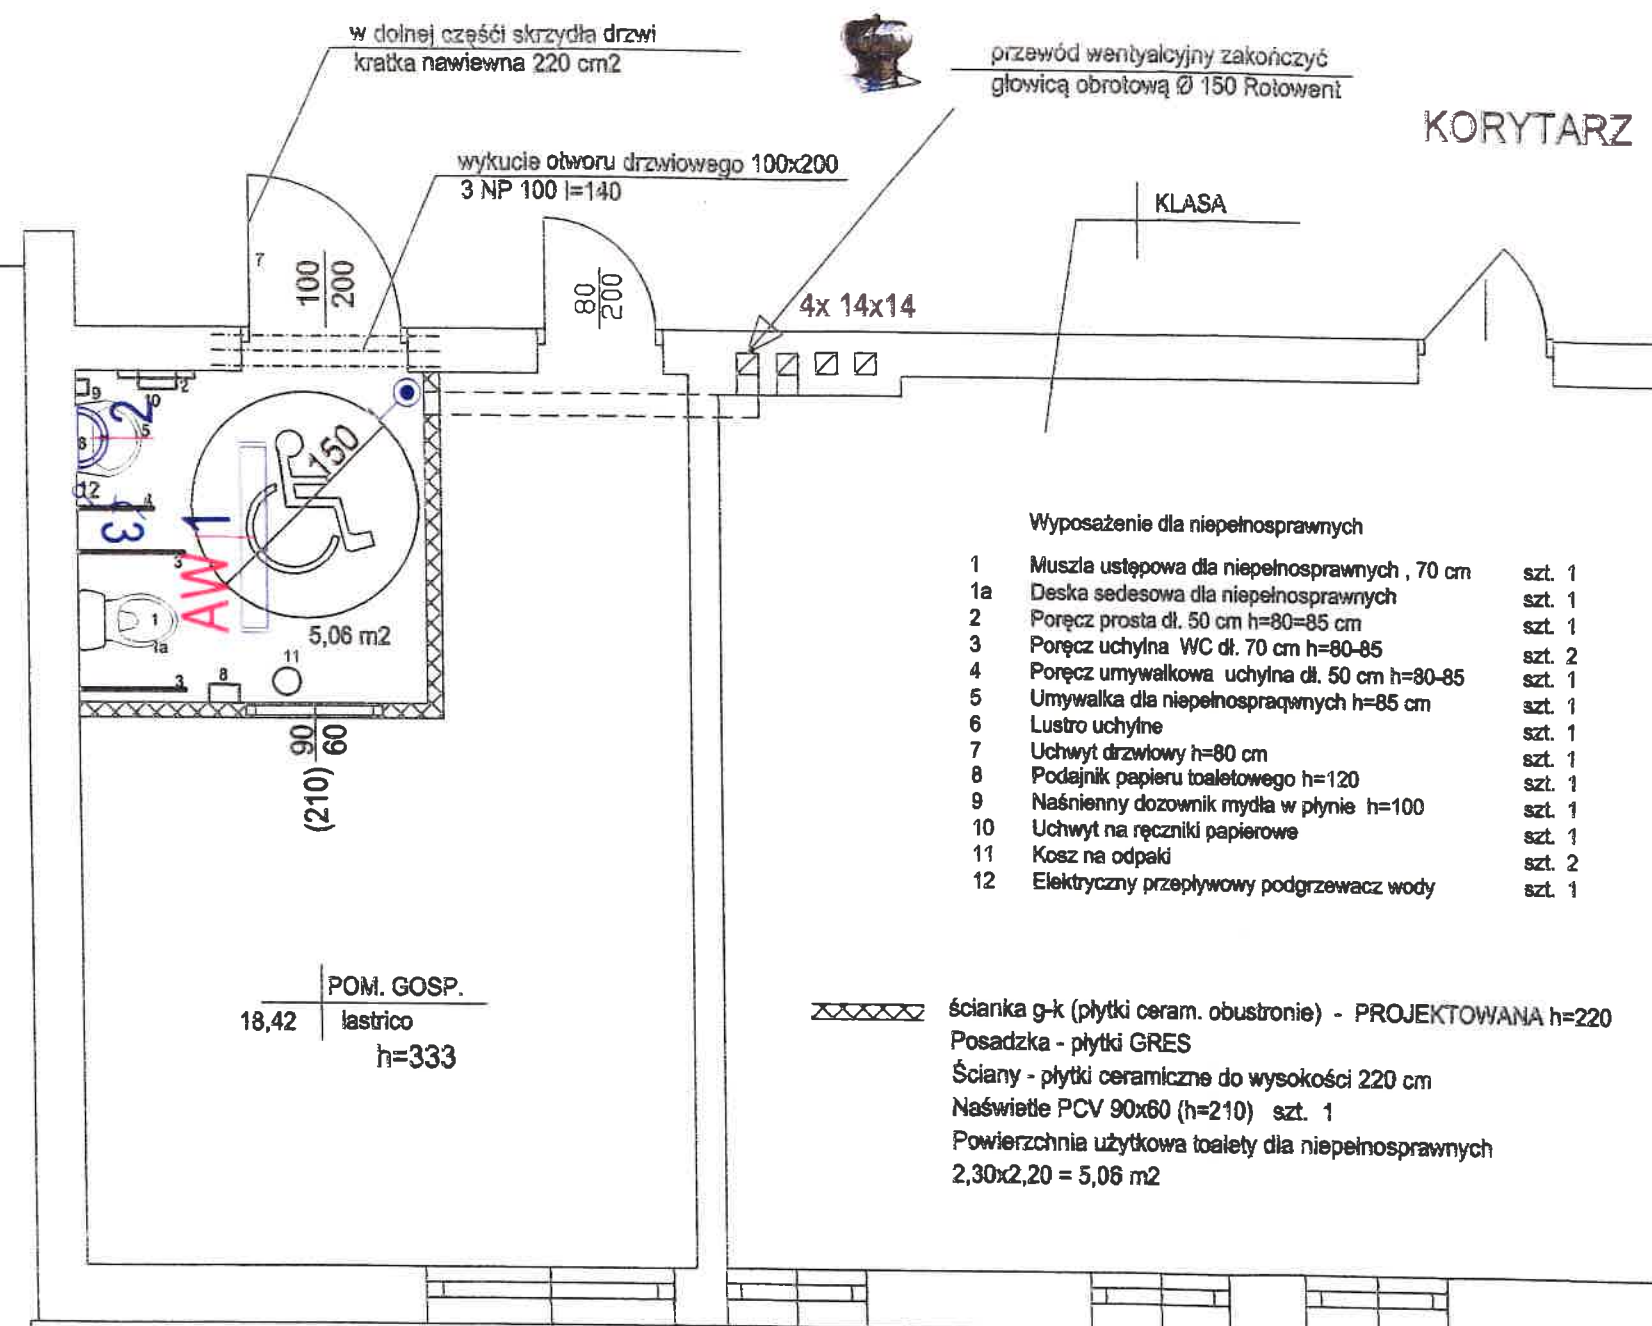 w dolnej częśći skrzydła drzwi
kratka nawiewna 220 cm2
przewód wentyalcyjny zakończyć
głowicą obrotową Ø 150 Rotowent
KORYTARZ
wykucie otworu drzwiowego 100x200
3 NP 100 l=140
KLASA
7
100
200
80
200
4x 14x14
9
10
2
2
5
6
12
4
3
150
1
AW
3
1
1a
5,06 m2
11
3
8
90
60
(210)
Wyposażenie dla niepełnosprawnych
1 Muszla ustępowa dla niepełnosprawnych , 70 cm szt. 1
1a Deska sedesowa dla niepełnosprawnych szt. 1
2 Poręcz prosta dł. 50 cm h=80=85 cm szt. 1
3 Poręcz uchylna WC dł. 70 cm h=80-85 szt. 2
4 Poręcz umywalkowa uchylna dł. 50 cm h=80-85 szt. 1
5 Umywalka dla niepełnospraqwnych h=85 cm szt. 1
6 Lustro uchylne szt. 1
7 Uchwyt drzwiowy h=80 cm szt. 1
8 Podajnik papieru toaletowego h=120 szt. 1
9 Naśnienny dozownik mydła w płynie h=100 szt. 1
10 Uchwyt na ręczniki papierowe szt. 1
11 Kosz na odpaki szt. 2
12 Elektryczny przepływowy podgrzewacz wody szt. 1
POM. GOSP.
18,42 lastrico
h=333
ścianka g-k (płytki ceram. obustronie) - PROJEKTOWANA h=220
Posadzka - płytki GRES
Ściany - płytki ceramiczne do wysokości 220 cm
Naświetle PCV 90x60 (h=210) szt. 1
Powierzchnia użytkowa toalety dla niepełnosprawnych
2,30x2,20 = 5,06 m2